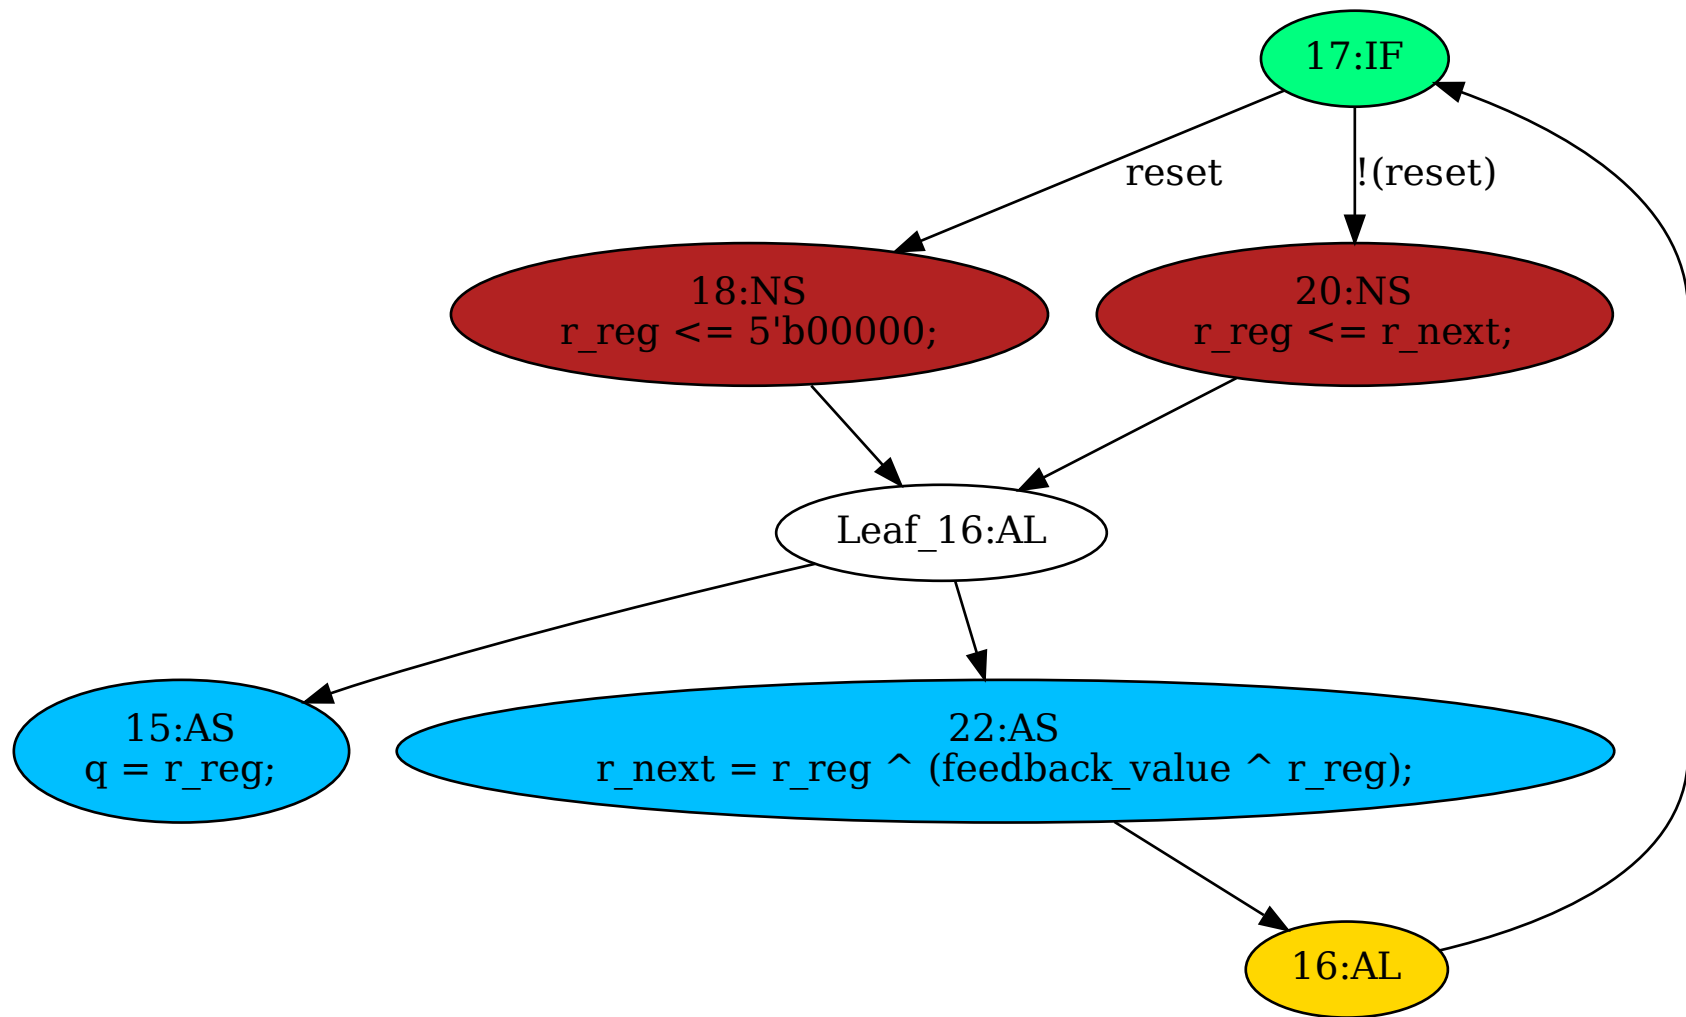 17:IF
reset
!(reset)
18:NS
r_reg <= 5'b00000;
20:NS
r_reg <= r_next;
Leaf_16:AL
15:AS
q = r_reg;
22:AS
r_next = r_reg ^ (feedback_value ^ r_reg);
16:AL